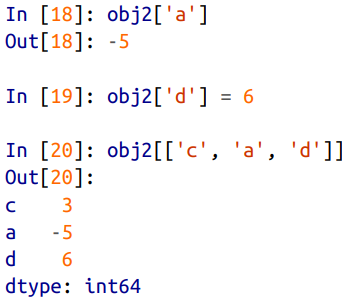 In [18]: obj2['a']
Out[18]: -5
In [19]: obj2['d'] = 6
In [20]: obj2[['c', 'a', 'd']]
Out[20]:
c    3
a   -5
d    6
dtype: int64